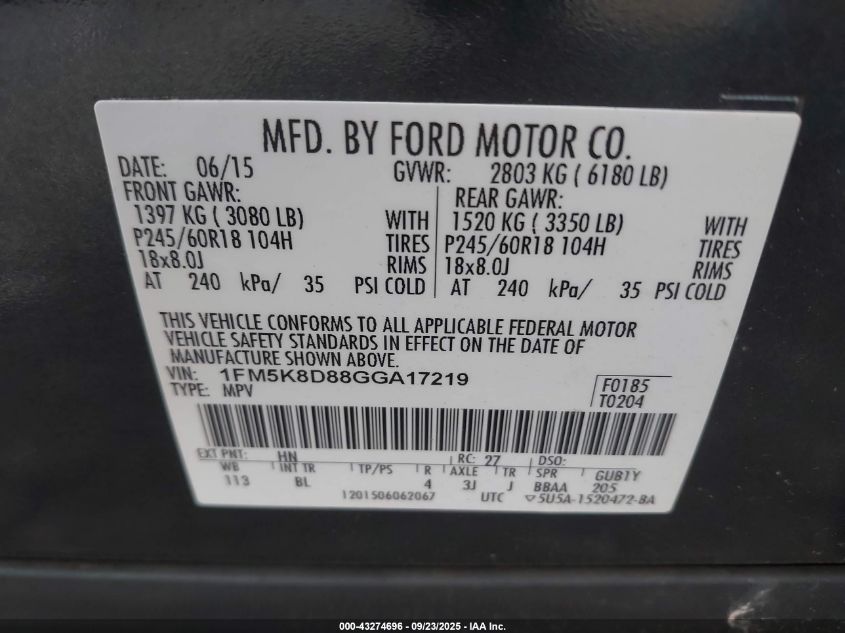 MFD. BY FORD MOTOR CO.
DATE: 06/15 GVWR: 2803 KG ( 6180 LB)
FRONT GAWR: REAR GAWR:
1397 KG ( 3080 LB) WITH 1520 KG ( 3350 LB) WITH
P245/60R18 104H TIRES P245/60R18 104H TIRES
18x8.0J RIMS 18x8.0J RIMS
AT 240 kPa/ 35 PSI COLD AT 240 kPa/ 35 PSI COLD
THIS VEHICLE CONFORMS TO ALL APPLICABLE FEDERAL MOTOR
VEHICLE SAFETY STANDARDS IN EFFECT ON THE DATE OF
MANUFACTURE SHOWN ABOVE.
VIN: 1FM5K8D88GGA17219 F0185
TYPE: MPV T0204
EXT PNT: HN RC: 27 DSO:
WB INT TR TP/PS R AXLE TR SPR GUB1Y
113 BL 4 3J J BBAA 205
1201506062067 UTC ▽5U5A-1520472-BA
000-43274696 - 09/23/2025 - IAA Inc.